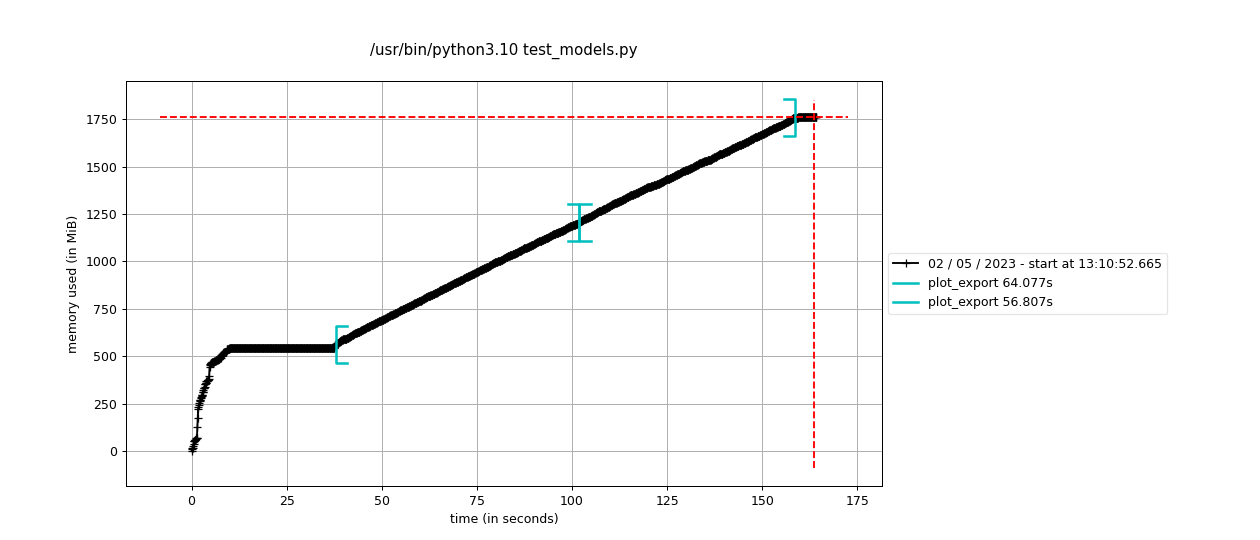 /usr/bin/python3.10 test_models.py
memory used (in MiB)
1750
1500
1250
1000
750
500
250
0
0 25 50 75 100 125 150 175
time (in seconds)
02 / 05 / 2023 - start at 13:10:52.665
plot_export 64.077s
plot_export 56.807s